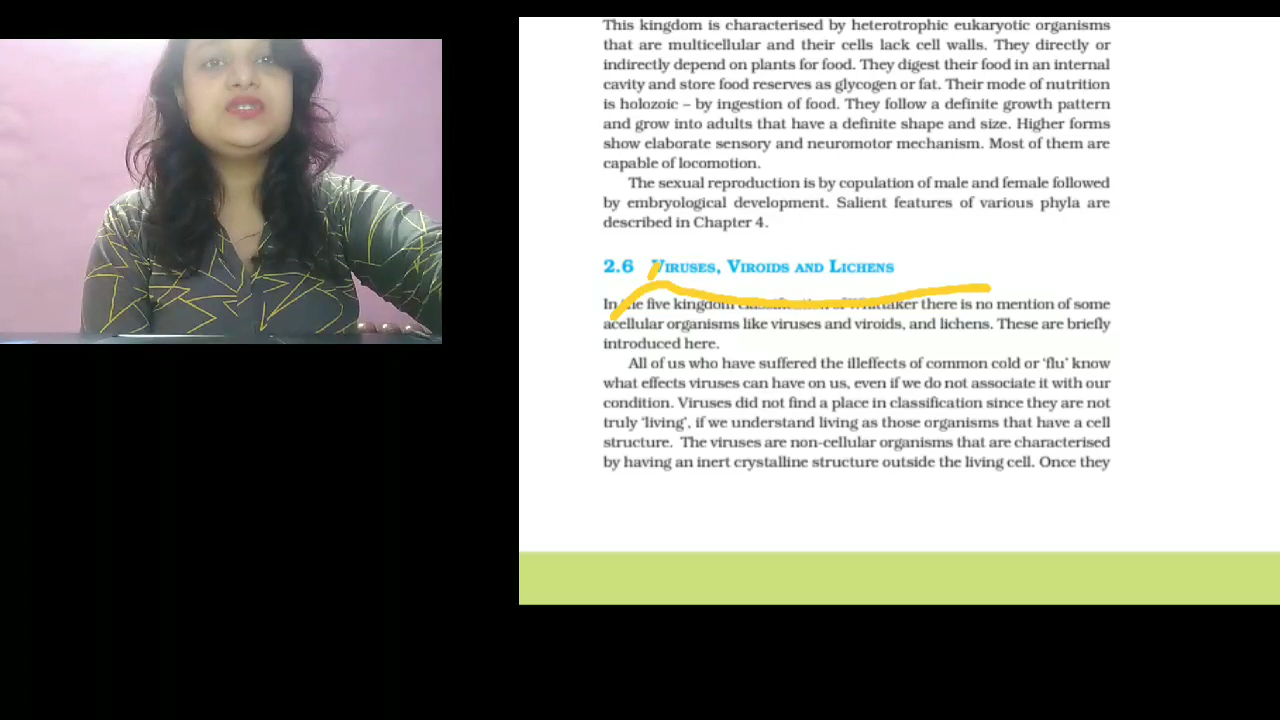 This kingdom is characterised by heterotrophic eukaryotic organisms
that are multicellular and their cells lack cell walls. They directly or
indirectly depend on plants for food. They digest their food in an internal
cavity and store food reserves as glycogen or fat. Their mode of nutrition
is holozoic – by ingestion of food. They follow a definite growth pattern
and grow into adults that have a definite shape and size. Higher forms
show elaborate sensory and neuromotor mechanism. Most of them are
capable of locomotion.
The sexual reproduction is by copulation of male and female followed
by embryological development. Salient features of various phyla are
described in Chapter 4.
2.6 VIRUSES, VIROIDS AND LICHENS
In the five kingdom classification of Whittaker there is no mention of some
acellular organisms like viruses and viroids, and lichens. These are briefly
introduced here.
All of us who have suffered the illeffects of common cold or ‘flu’ know
what effects viruses can have on us, even if we do not associate it with our
condition. Viruses did not find a place in classification since they are not
truly ‘living’, if we understand living as those organisms that have a cell
structure. The viruses are non-cellular organisms that are characterised
by having an inert crystalline structure outside the living cell. Once they